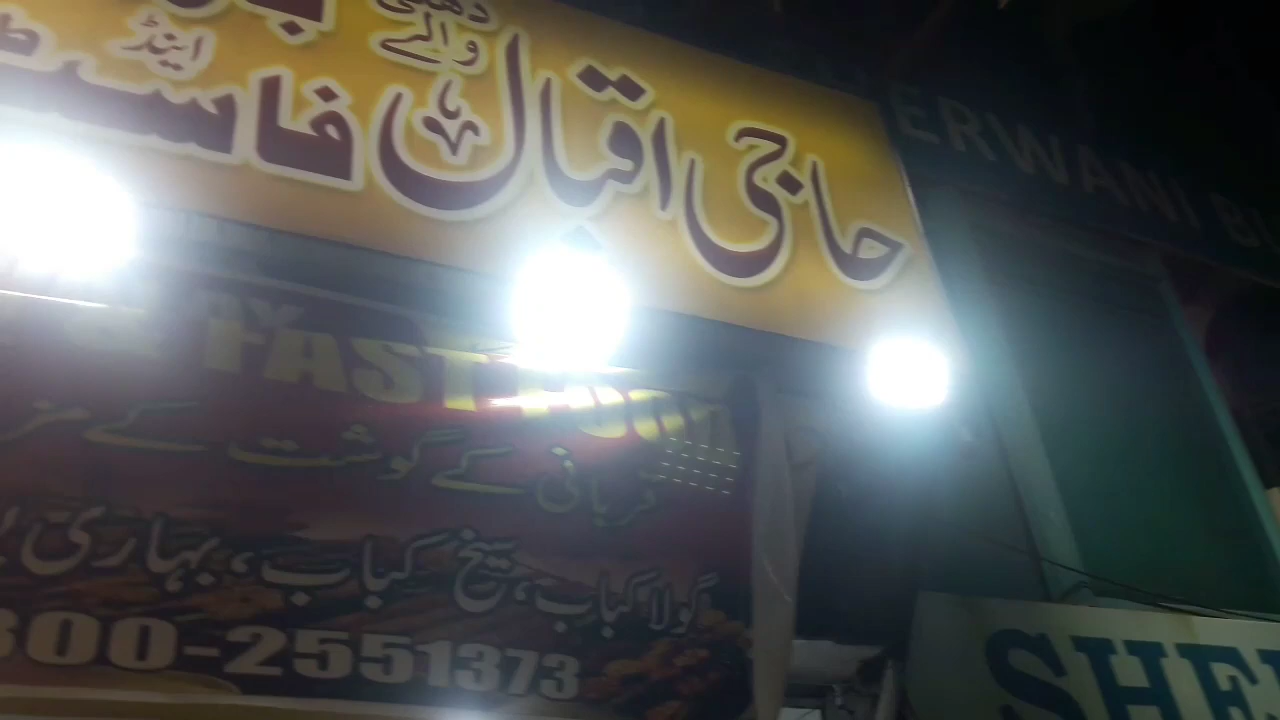 دھلی والے
حاجی اقبال
اینڈ
فاسٹ
FAST FOOD
قربانی کے گوشت کے
گولا کباب، سیخ کباب، بہاری
300-2551373
ERWANI
SHE